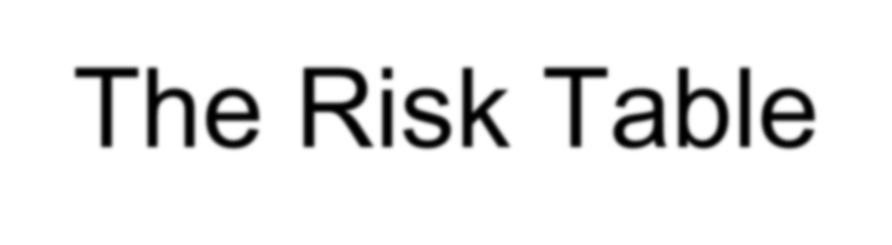 The Risk Table